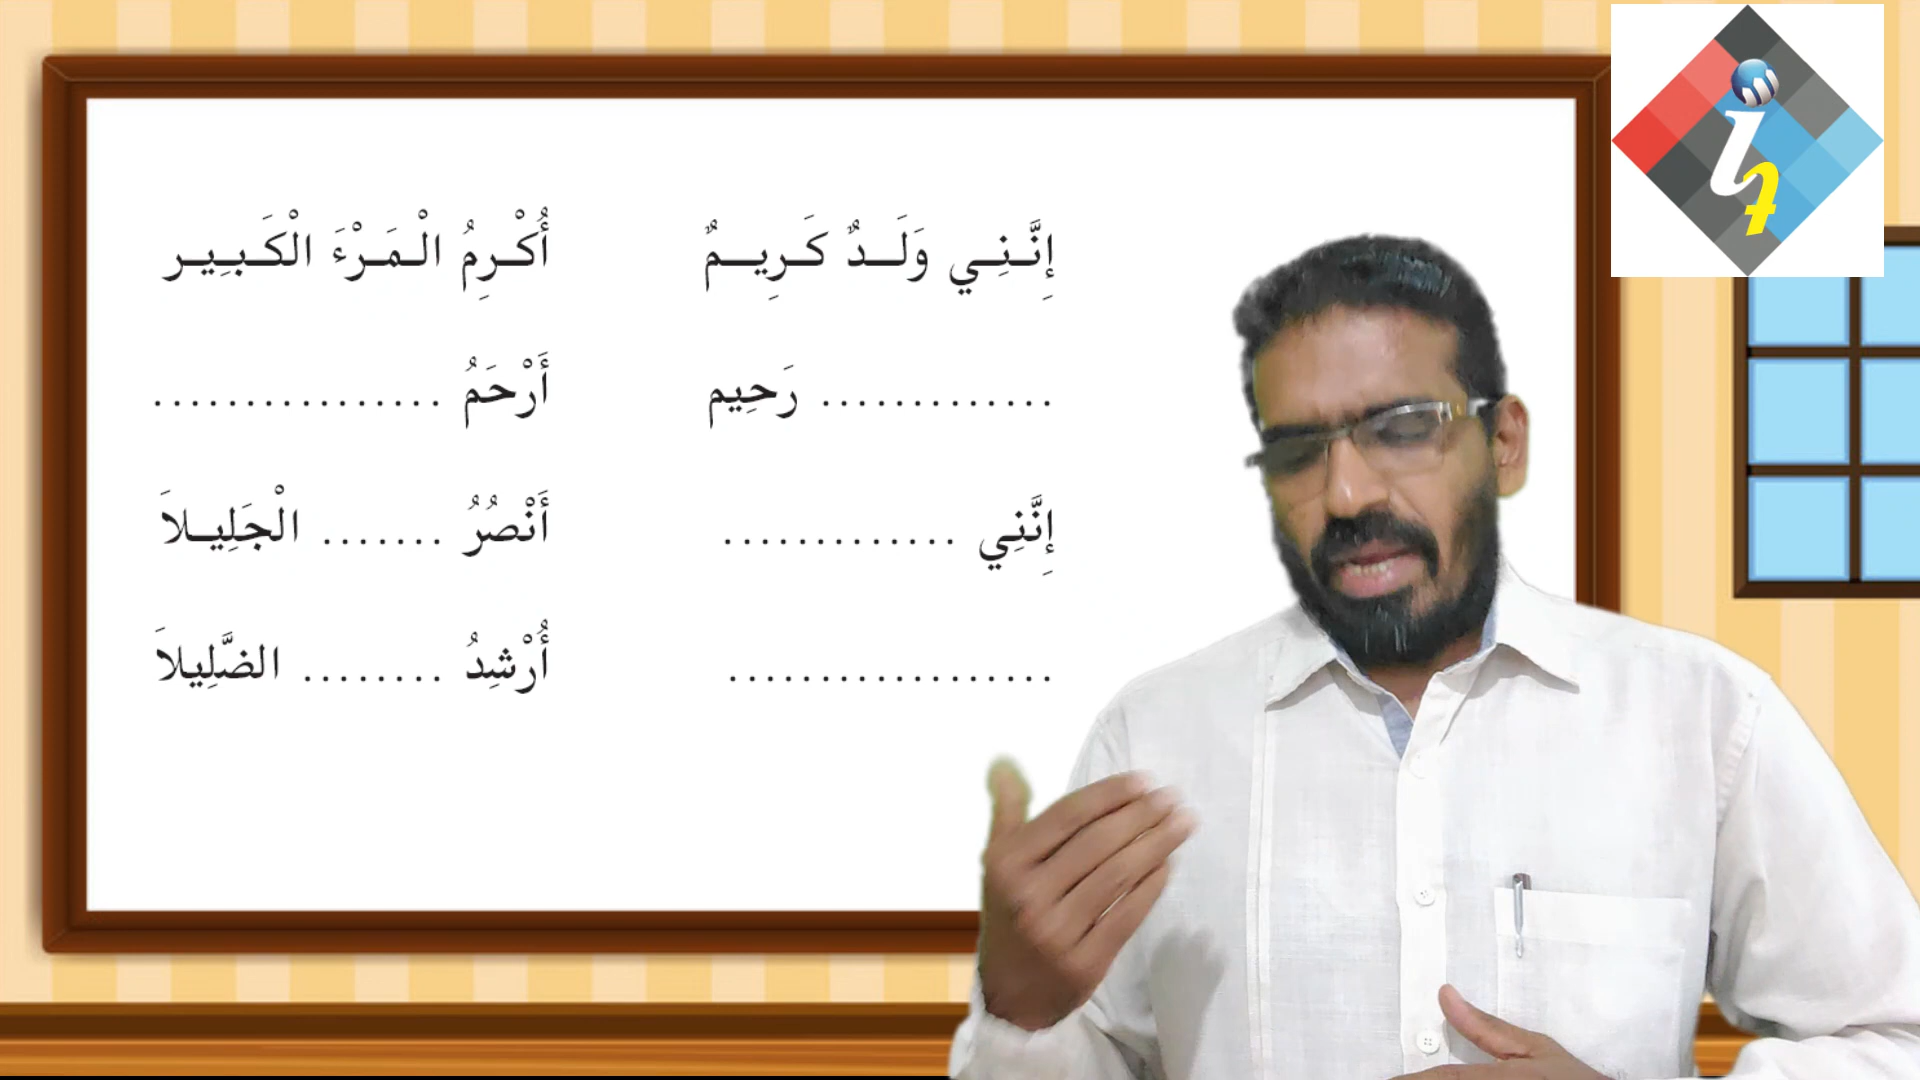 إِنَّنِي وَلَدٌ كَرِيمٌ أُكْرِمُ الْمَرْءَ الْكَبِير
............. رَحِيم أَرْحَمُ ................
إِنَّنِي ............. أَنْصُرُ ....... الْجَلِيلاَ
.................. أُرْشِدُ ........ الضَّلِيلاَ